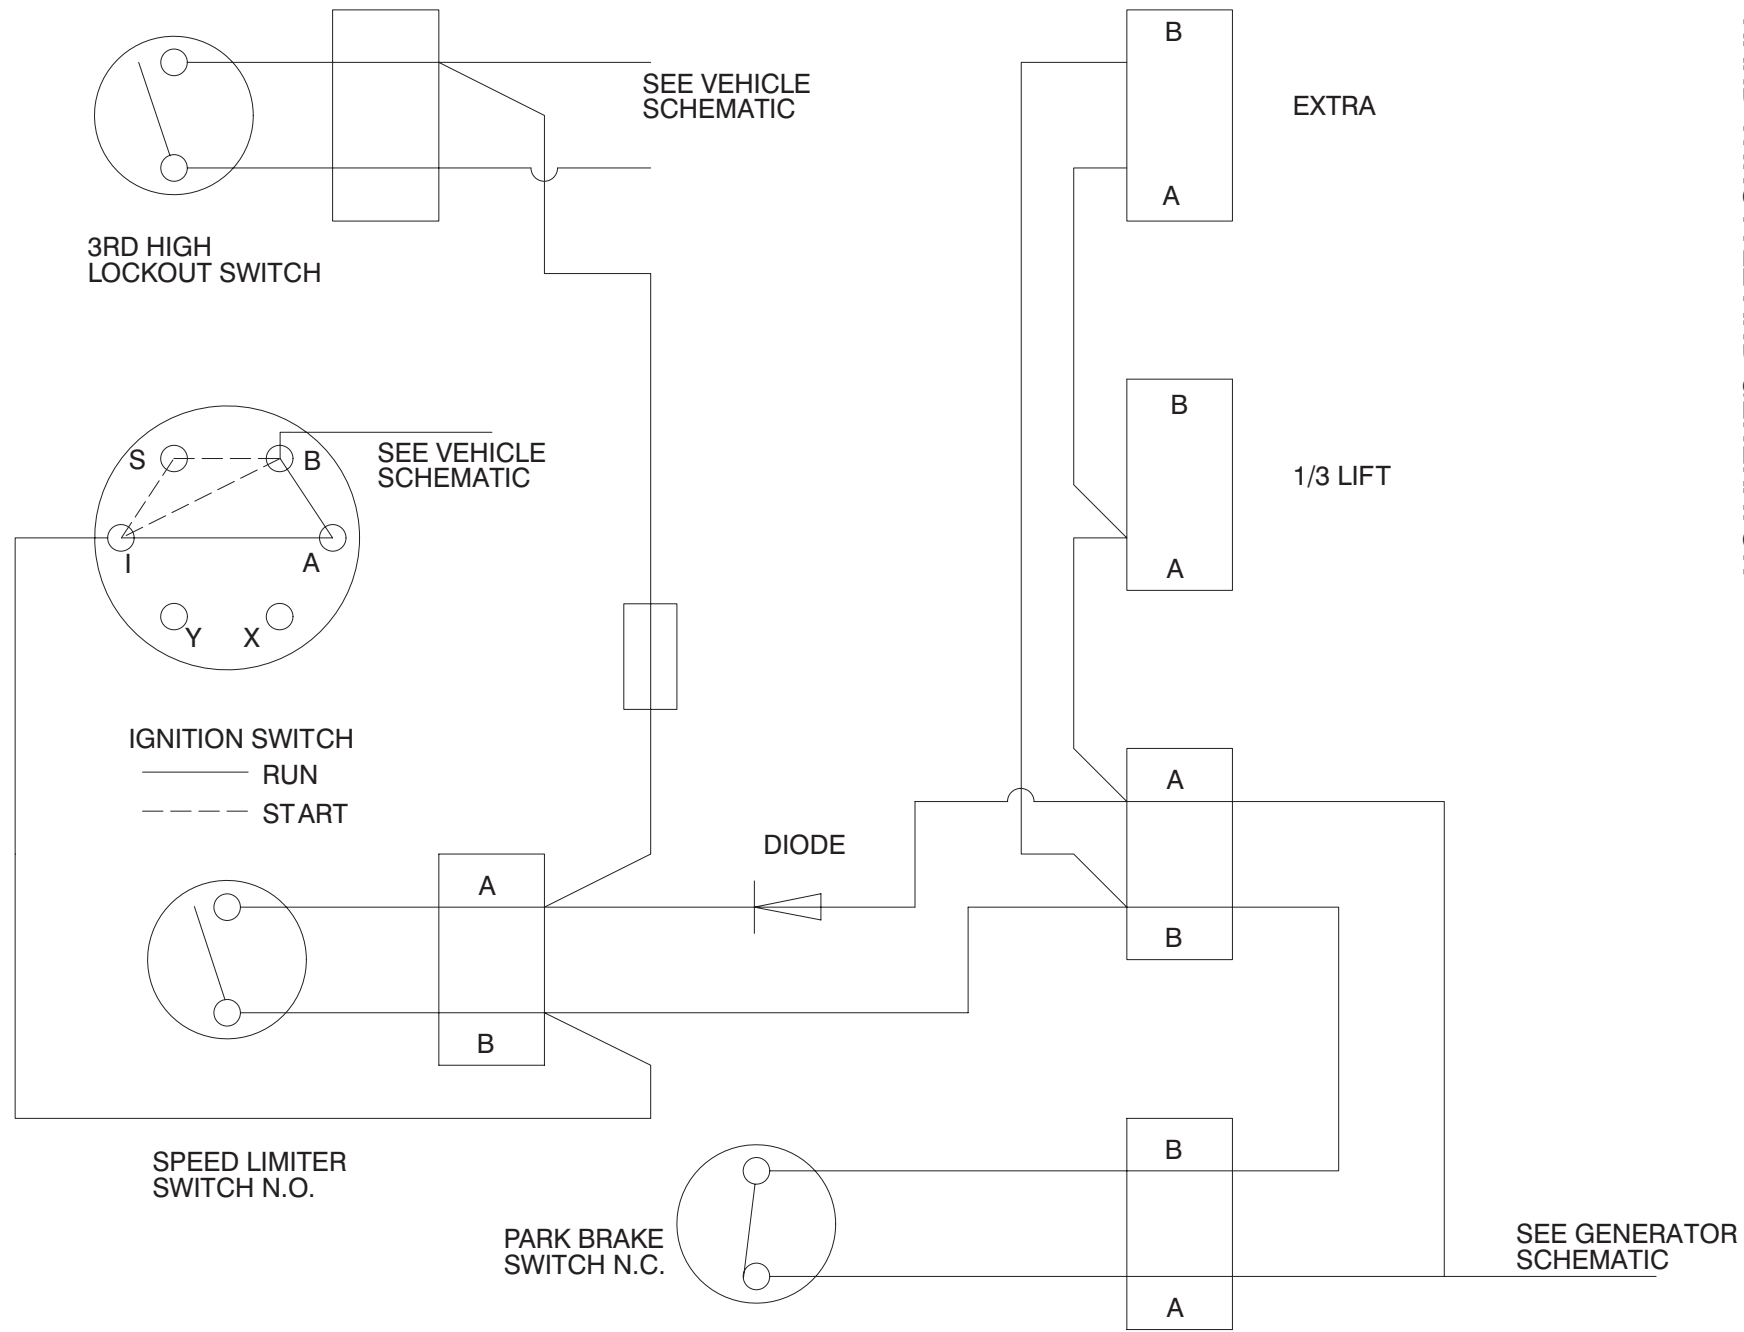 B
SEE VEHICLE
SCHEMATIC
EXTRA
A
3RD HIGH
LOCKOUT SWITCH
B
S
B
SEE VEHICLE
SCHEMATIC
1/3 LIFT
I
A
A
Y
X
IGNITION SWITCH
RUN
START
A
DIODE
A
B
B
SPEED LIMITER
SWITCH N.O.
B
PARK BRAKE
SWITCH N.C.
SEE GENERATOR
SCHEMATIC
A